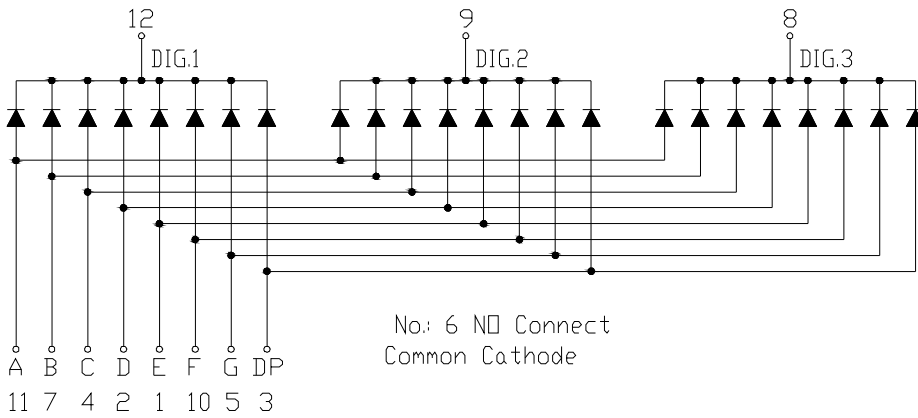 12 9 8
DIG.1 DIG.2 DIG.3
No.: 6 NO Connect
Common Cathode
A B C D E F G DP
11 7 4 2 1 10 5 3